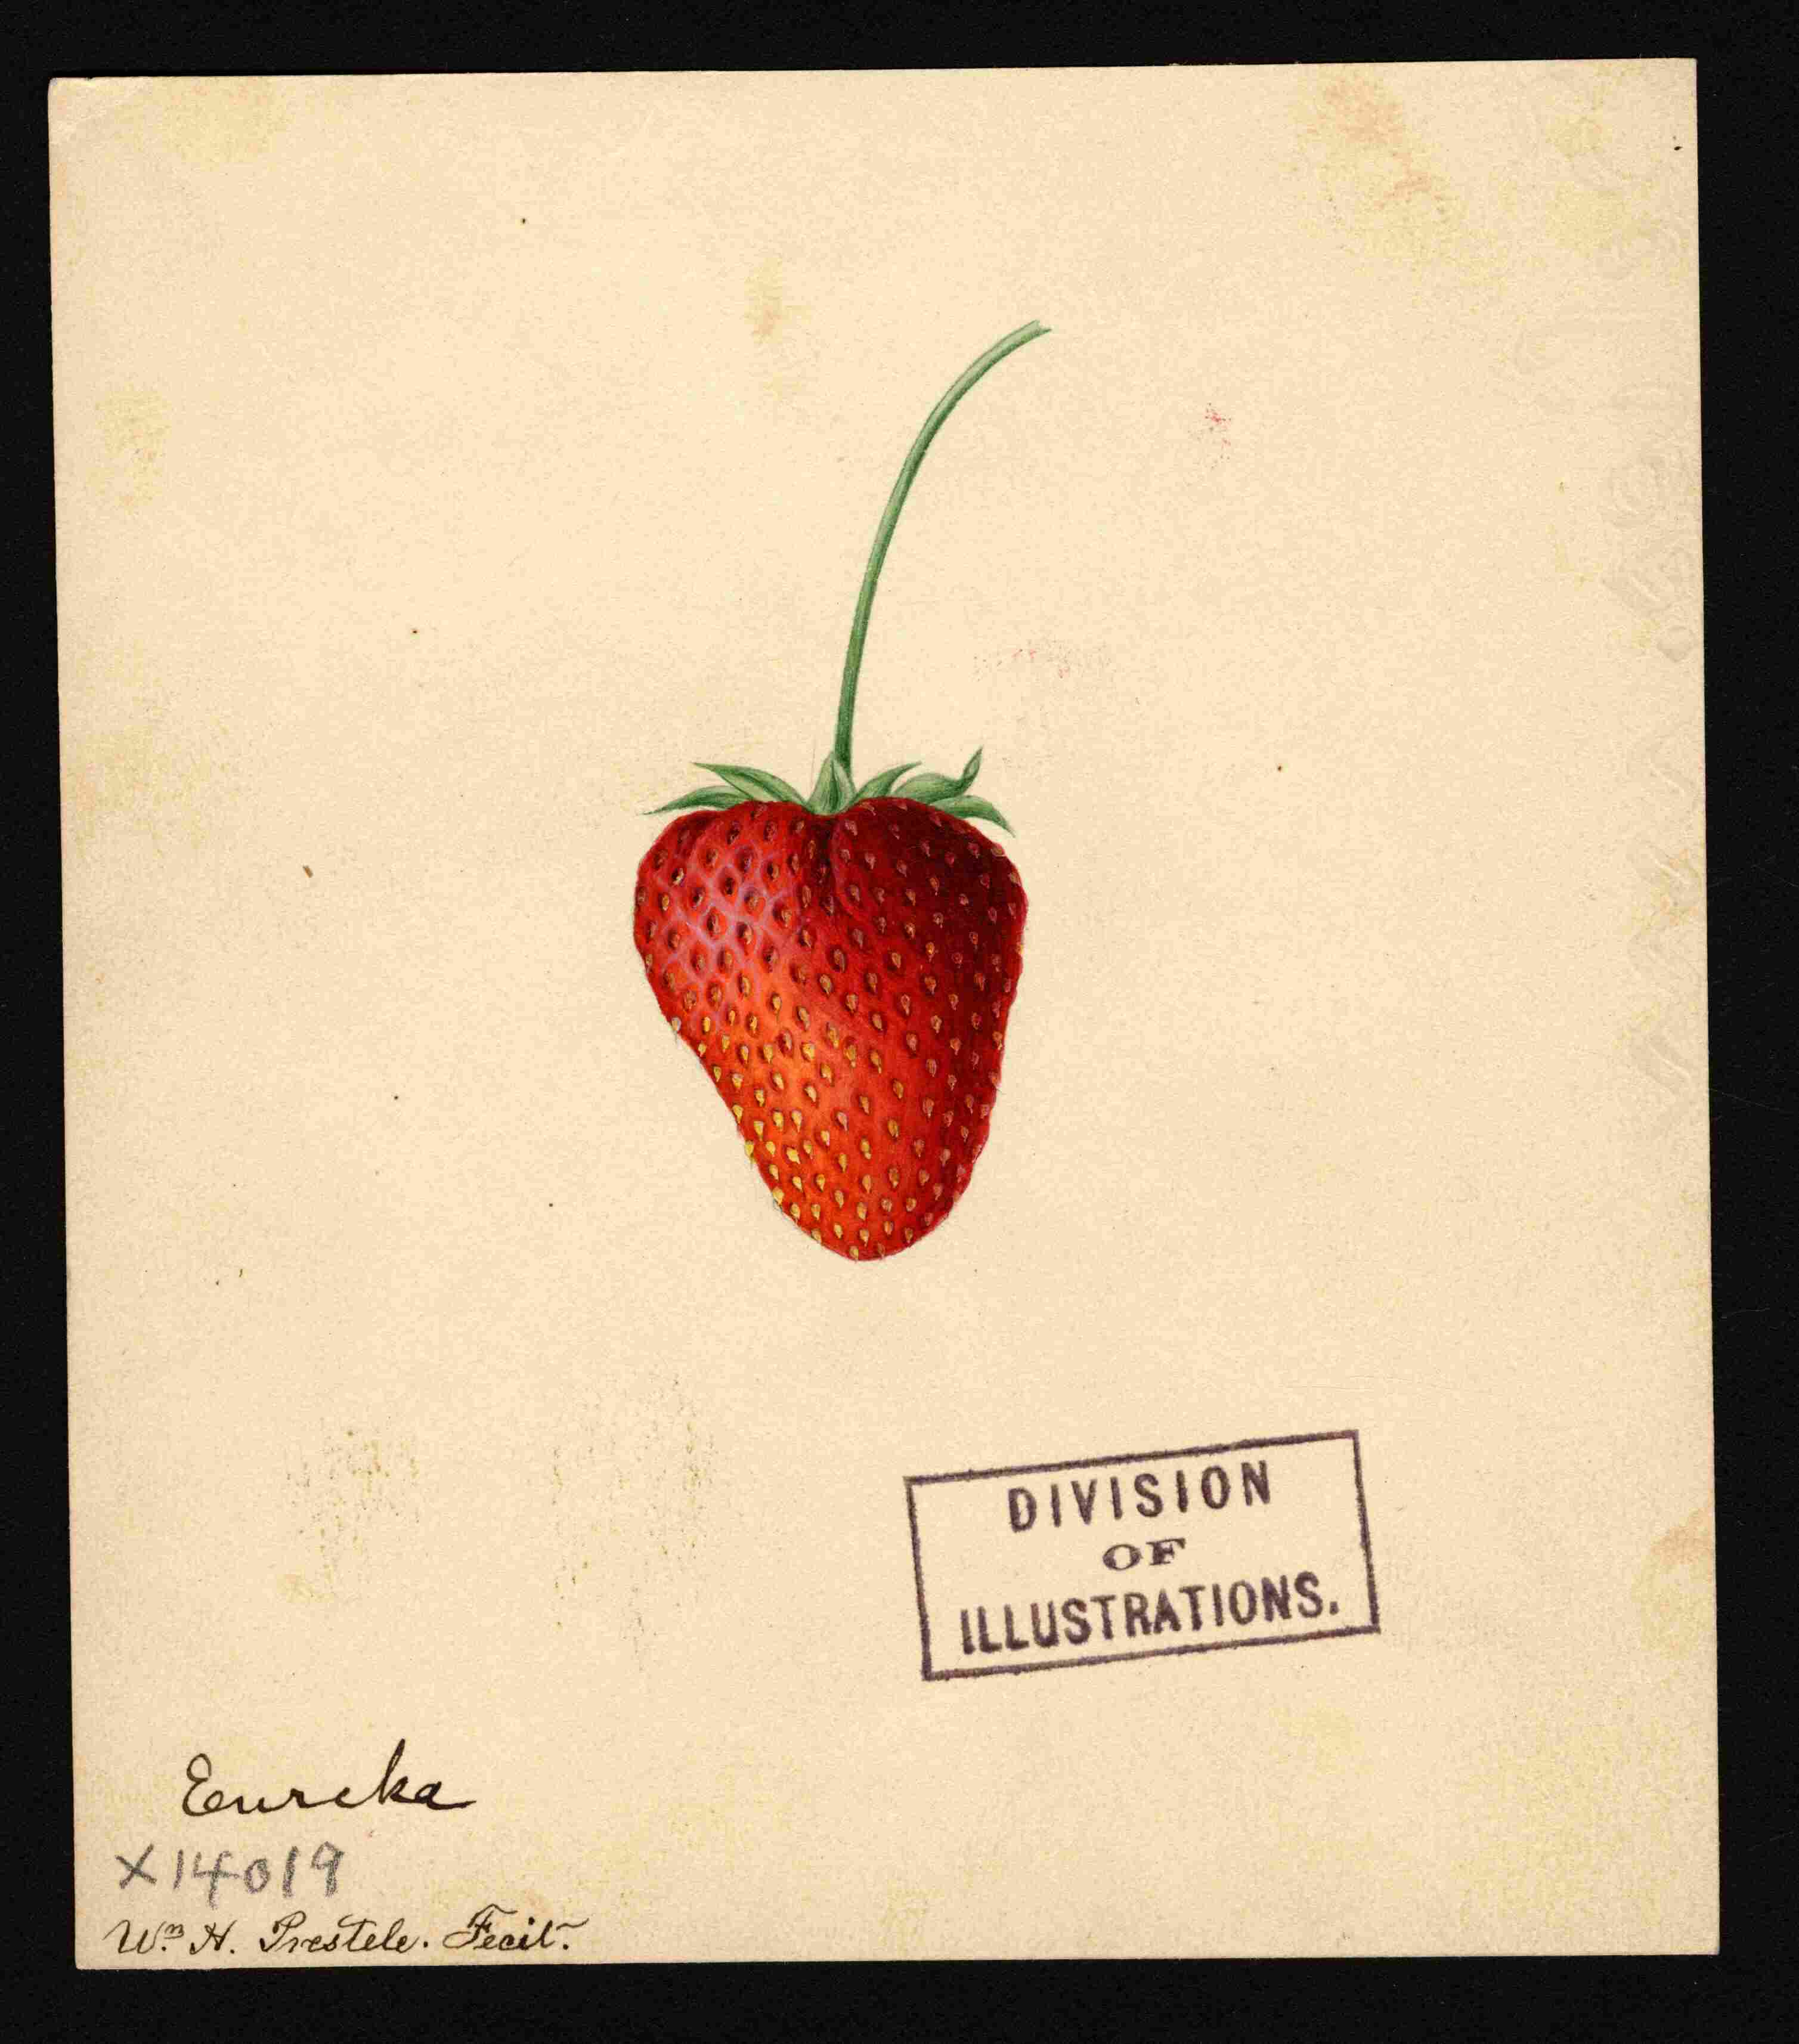 DIVISION
OF
ILLUSTRATIONS.
Eureka
X14019
Wm H. Prestele. Fecit.